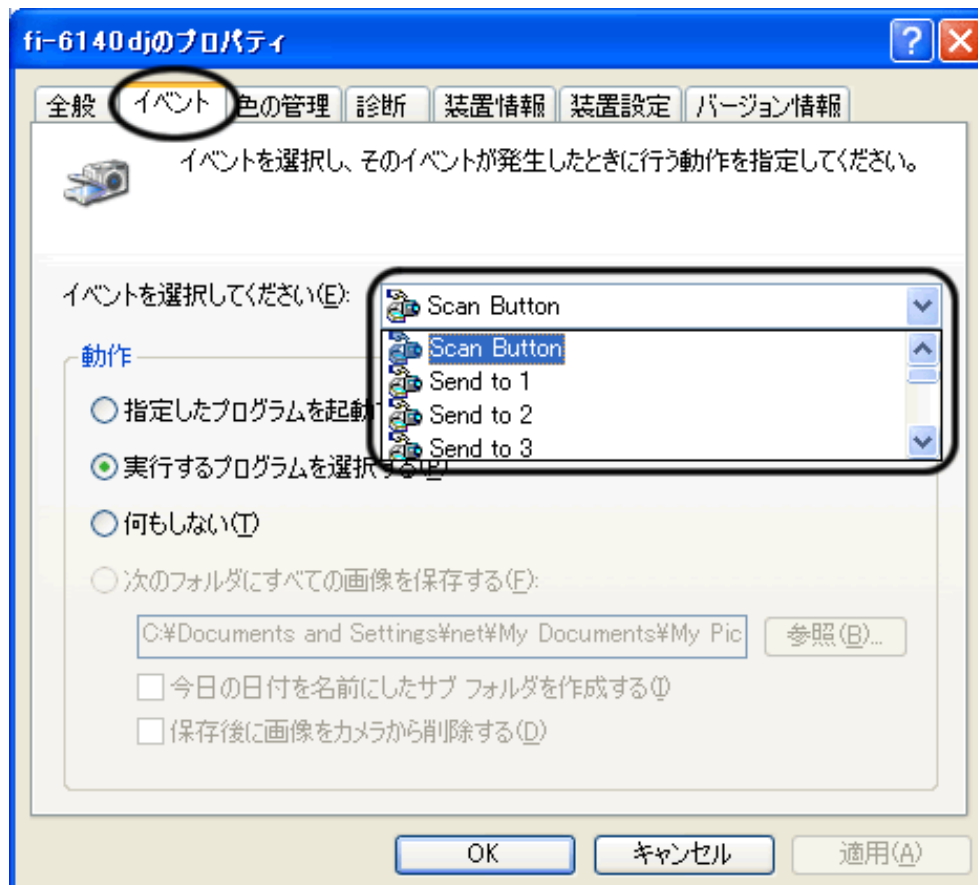 fi-6140djのプロパティ
全般 イベント 色の管理 診断 装置情報 装置設定 バージョン情報
イベントを選択し、そのイベントが発生したときに行う動作を指定してください。
イベントを選択してください(E): Scan Button
Scan Button
Send to 1
Send to 2
Send to 3
動作
指定したプログラムを起動
実行するプログラムを選択する(P)
何もしない(T)
次のフォルダにすべての画像を保存する(F):
C:¥Documents and Settings¥net¥My Documents¥My Pic 参照(B)...
今日の日付を名前にしたサブ フォルダを作成する(I)
保存後に画像をカメラから削除する(D)
OK キャンセル 適用(A)